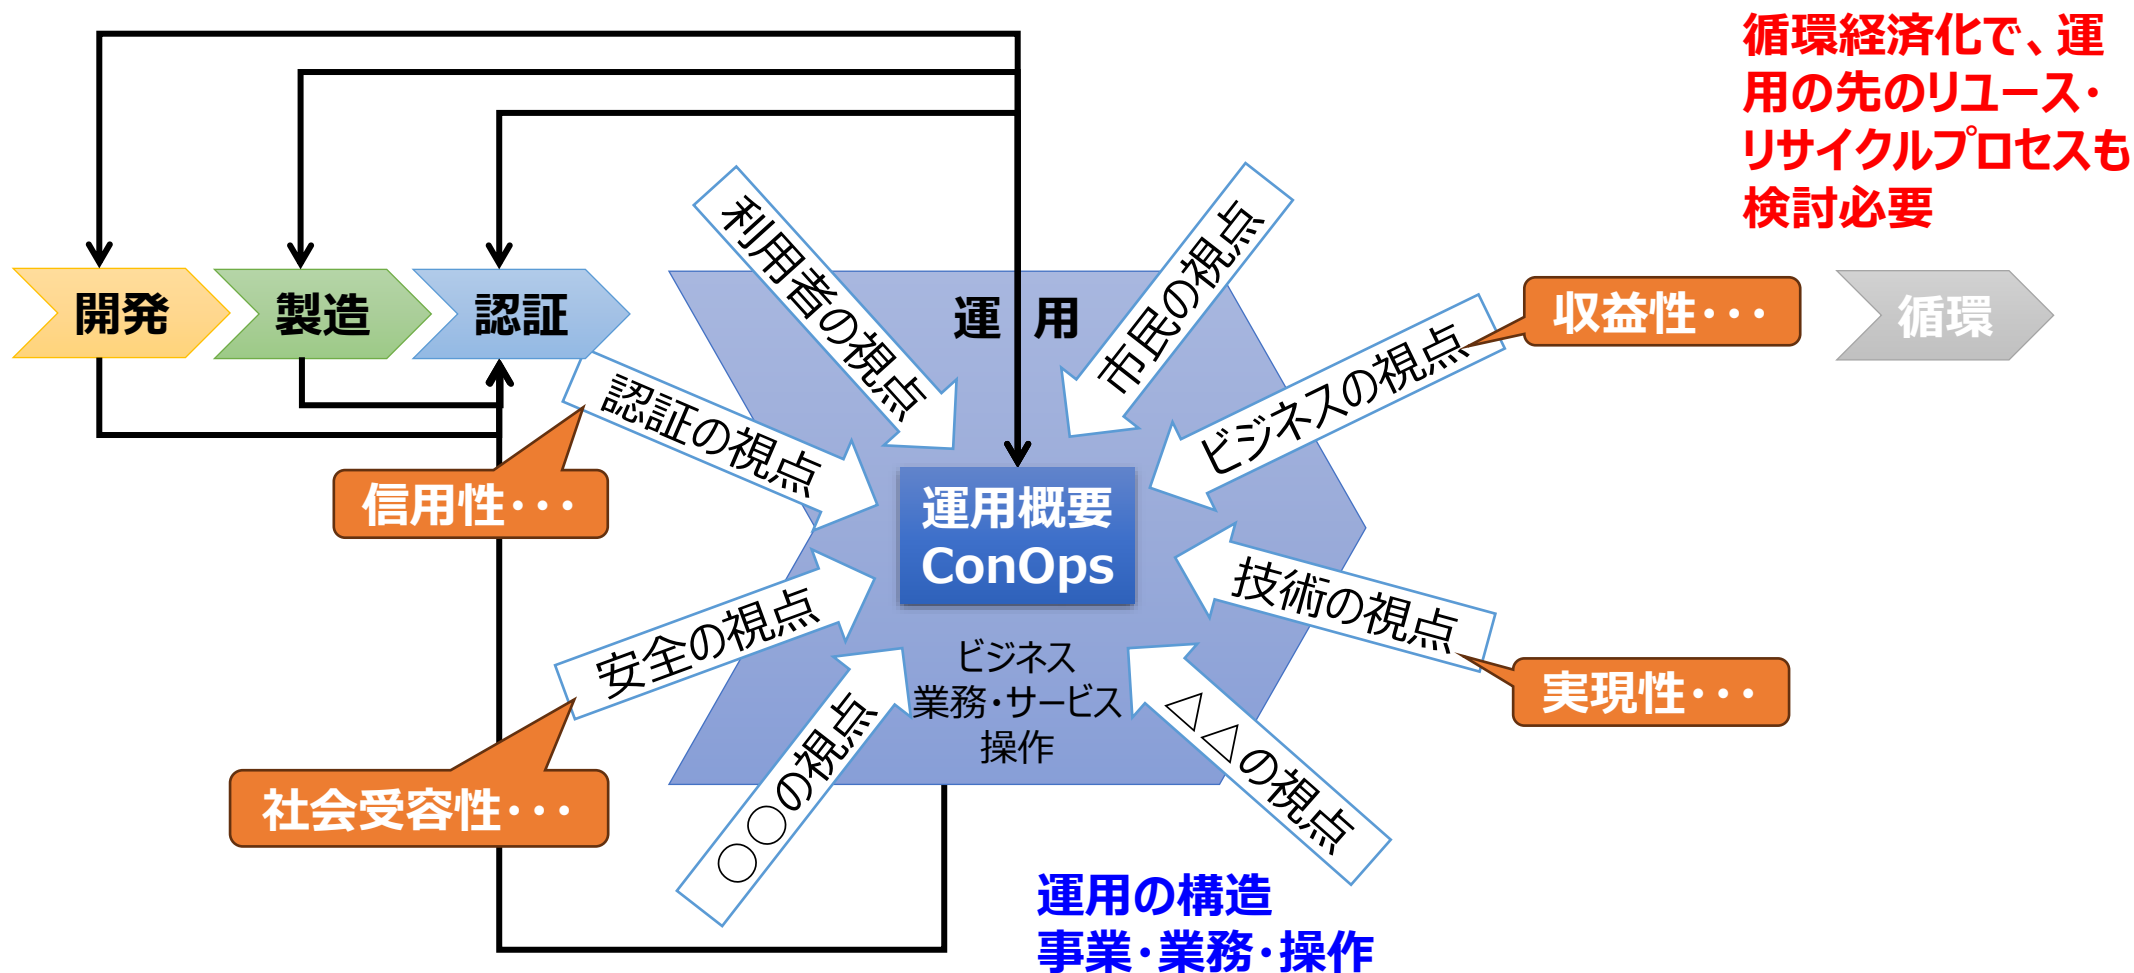 循環経済化で、運
用の先のリユース・
リサイクルプロセスも
検討必要
開発
製造
認証
運　用
循環
利用者の視点
市民の視点
ビジネスの視点
収益性・・・
認証の視点
信用性・・・
運用概要
ConOps
技術の視点
実現性・・・
安全の視点
社会受容性・・・
ビジネス
業務・サービス
操作
○○の視点
△△の視点
運用の構造
事業・業務・操作